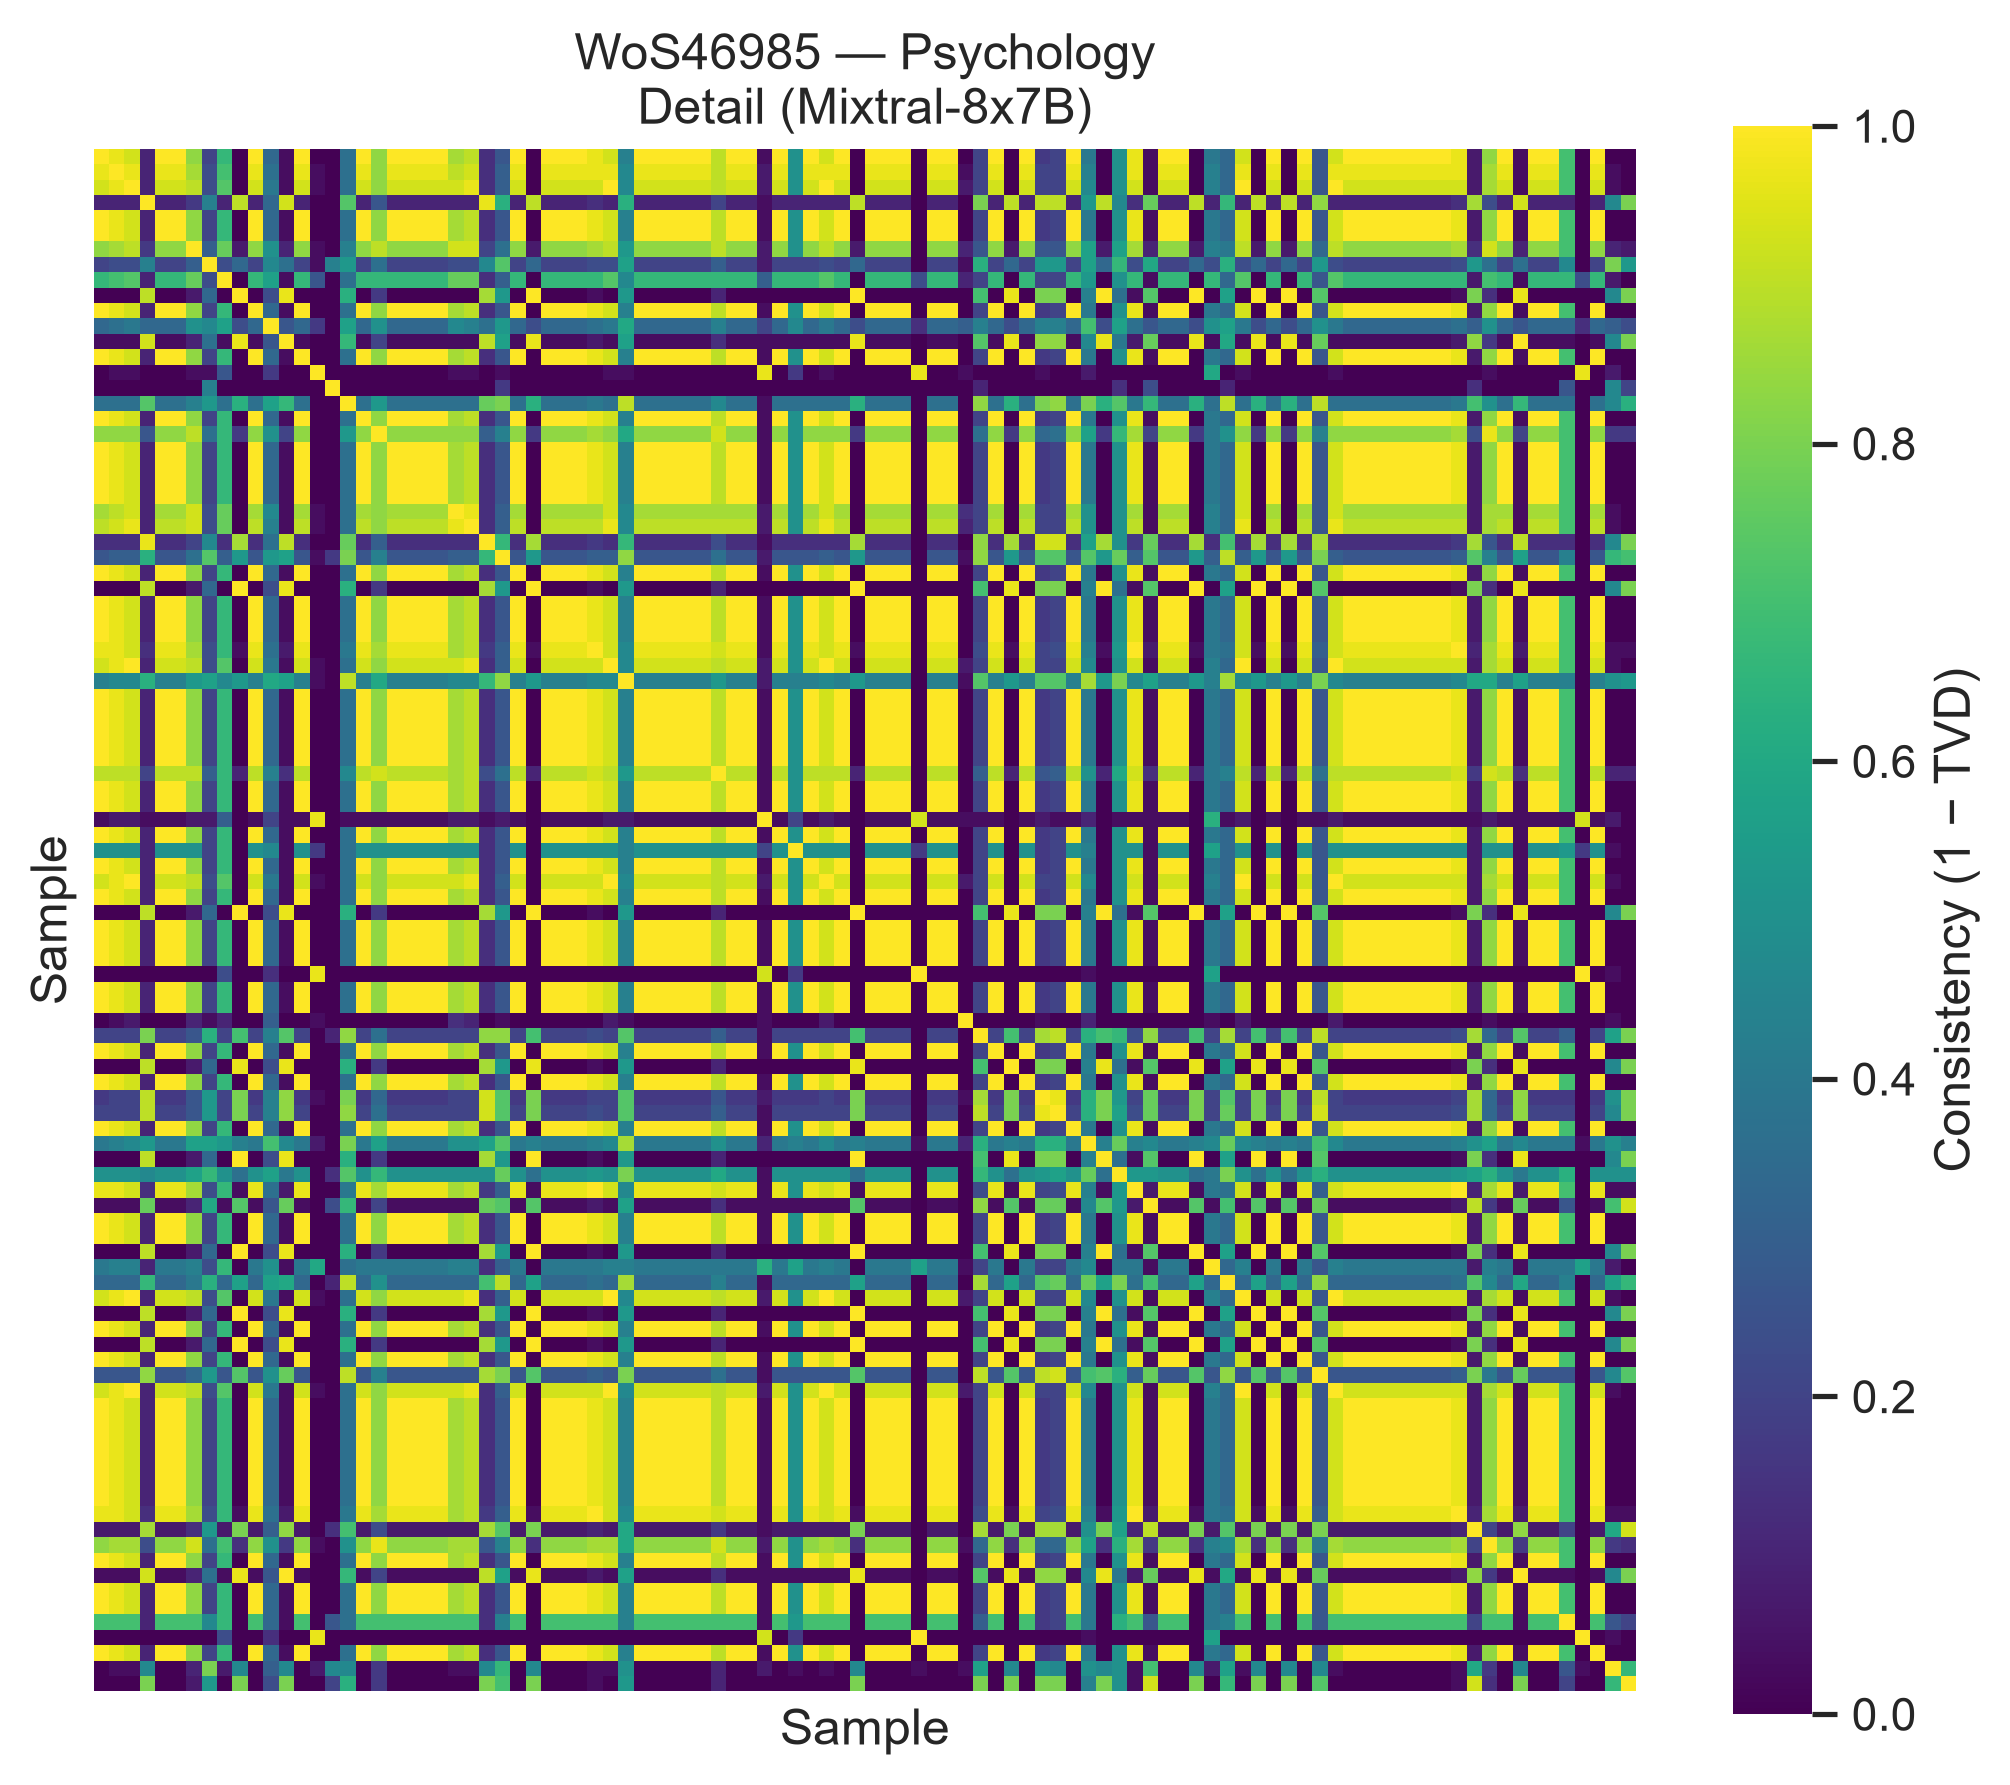 WoS46985 — Psychology
Detail (Mixtral-8x7B)
Sample
Sample
1.0
0.8
0.6
0.4
0.2
0.0
Consistency (1 − TVD)